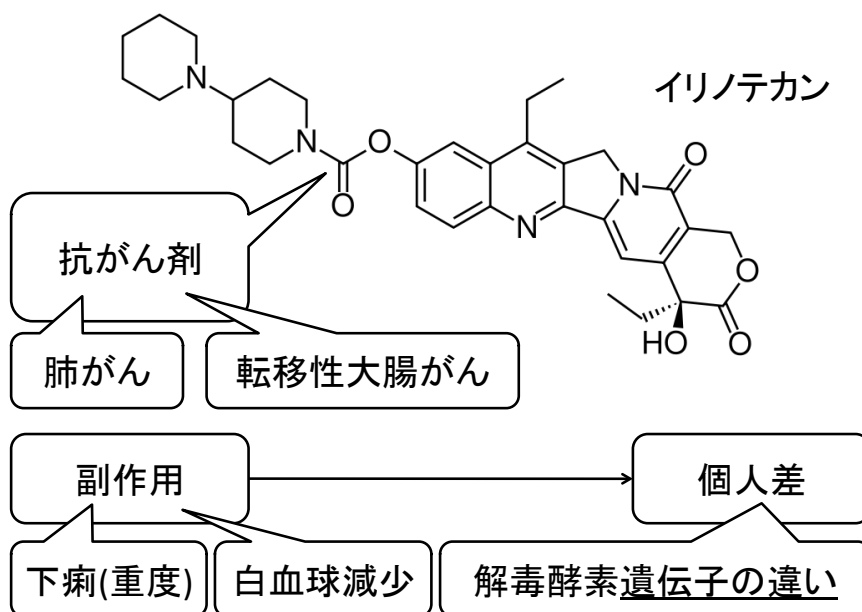 イリノテカン
N
N
O
O
N
N
O
O
O
HO
抗がん剤
肺がん
転移性大腸がん
副作用
個人差
下痢(重度)
白血球減少
解毒酵素遺伝子の違い